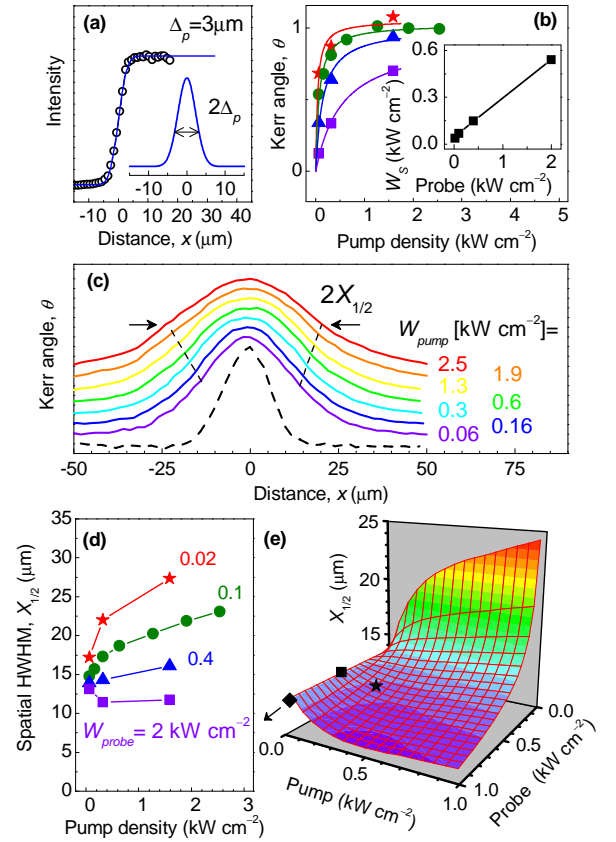 (a)
Δp=3μm
2Δp
Intensity
-10 0 10
-10 0 10 20 30 40
Distance, x (μm)
(b)
Kerr angle, θ
1
0
0 1 2 3 4 5
Pump density (kW cm⁻²)
W_S (kW cm⁻²)
0.6
0.3
0.0
0 1 2
Probe (kW cm⁻²)
(c)
Kerr angle, θ
2X1/2
W_pump [kW cm⁻²]=
2.5
1.9
1.3
0.6
0.3
0.16
0.06
-50 -25 0 25 50 75
Distance, x (μm)
(d)
Spatial HWHM, X1/2 (μm)
35
30
25
20
15
10
5
0
0.02
0.1
0.4
W_probe= 2 kW cm⁻²
0 1 2 3
Pump density (kW cm⁻²)
(e)
X1/2 (μm)
25
20
15
0.0
0.5
1.0
Pump (kW cm⁻²)
0.0
0.5
1.0
Probe (kW cm⁻²)